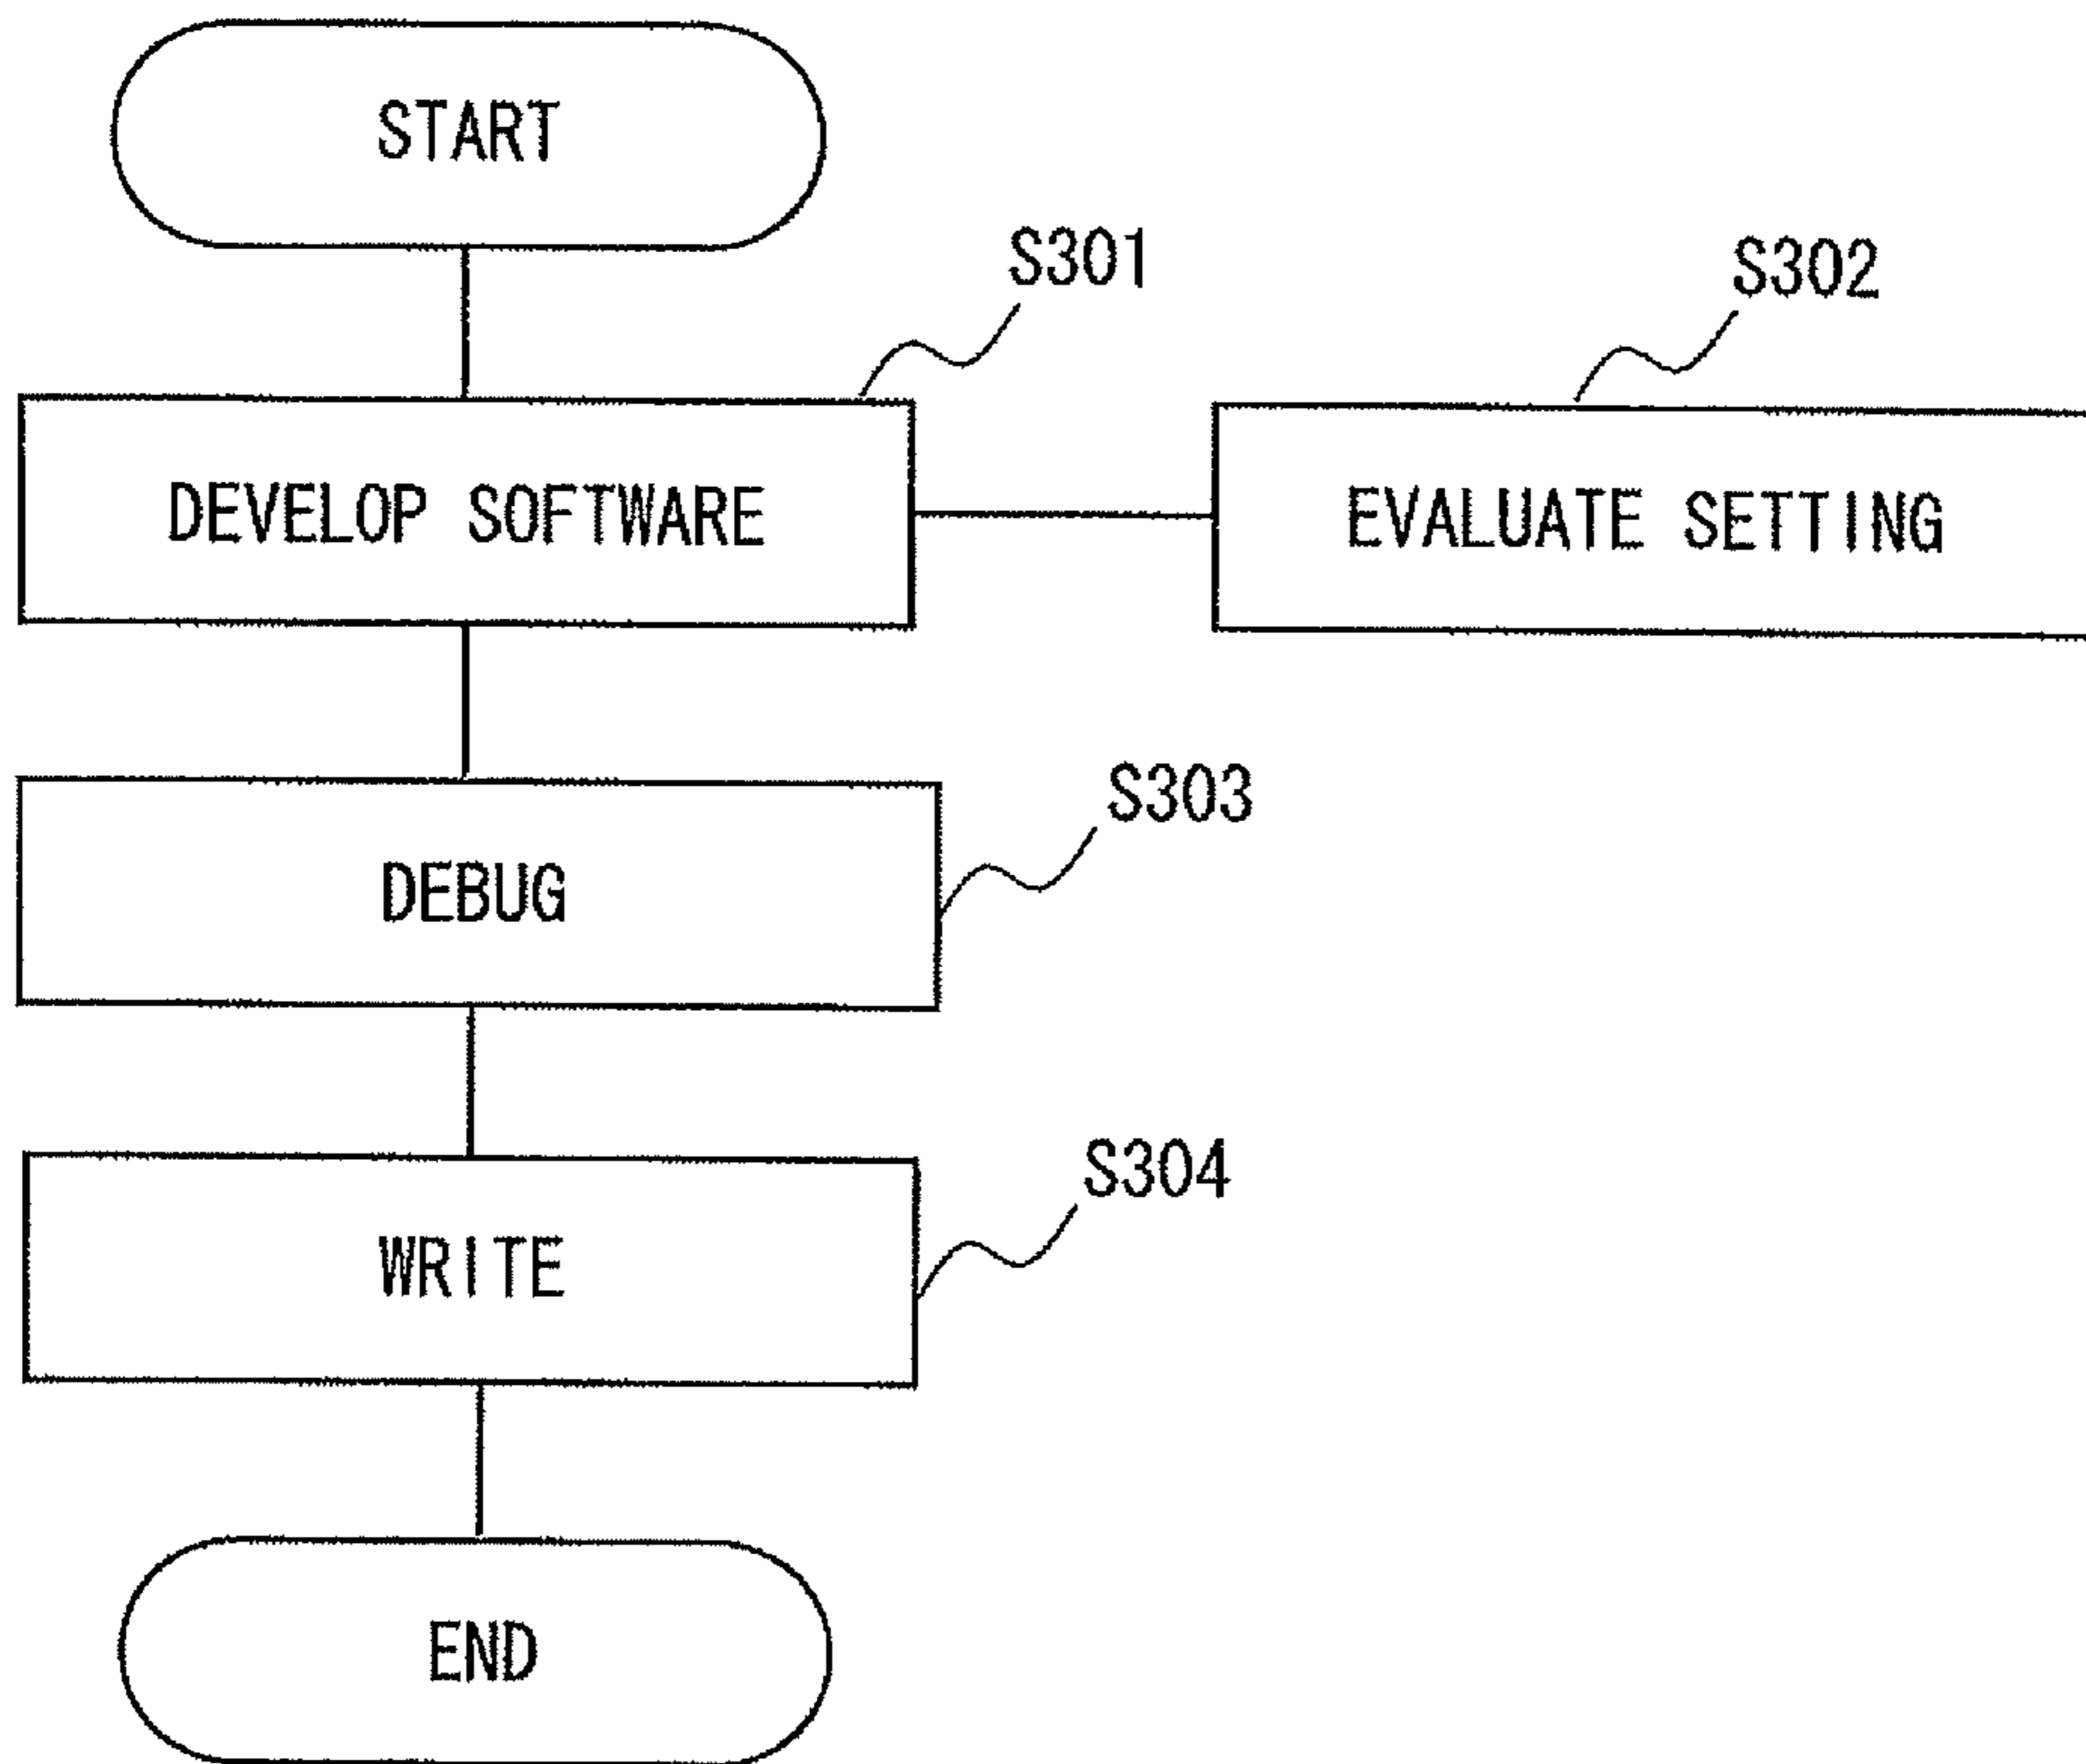 START
S301
S302
DEVELOP SOFTWARE
EVALUATE SETTING
S303
DEBUG
S304
WRITE
END